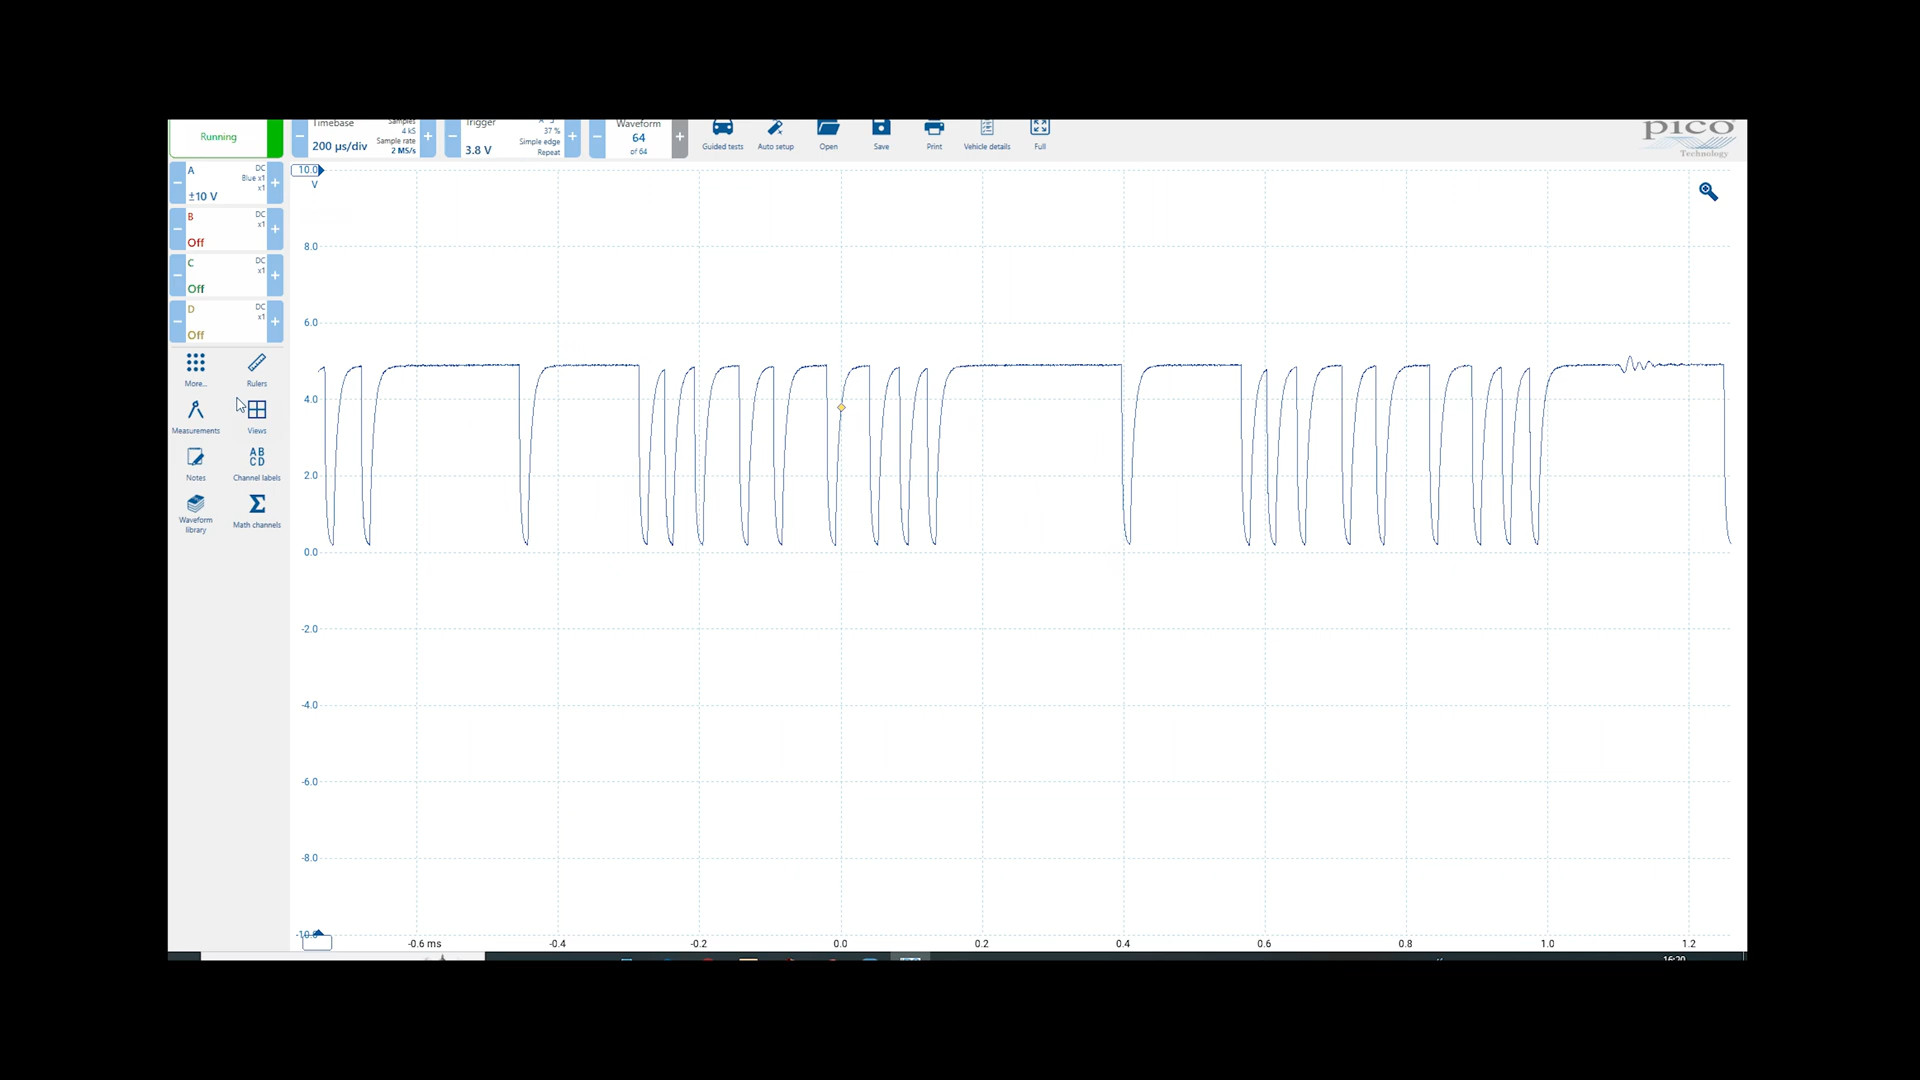 Running
Timebase
200 µs/div
Samples
4 kS
Sample rate
2 MS/s
Trigger
3.8 V
37 %
Simple edge
Repeat
Waveform
64
of 64
Guided tests
Auto setup
Open
Save
Print
Vehicle details
Full
pico
Technology
A
DC
Blue x1
x1
±10 V
B
DC
x1
Off
C
DC
x1
Off
D
DC
x1
Off
More...
Rulers
Measurements
Views
Notes
AB
CD
Channel labels
Waveform
library
Math channels
10.0
V
8.0
6.0
4.0
2.0
0.0
-2.0
-4.0
-6.0
-8.0
-10.0
-0.6 ms
-0.4
-0.2
0.0
0.2
0.4
0.6
0.8
1.0
1.2
16:20